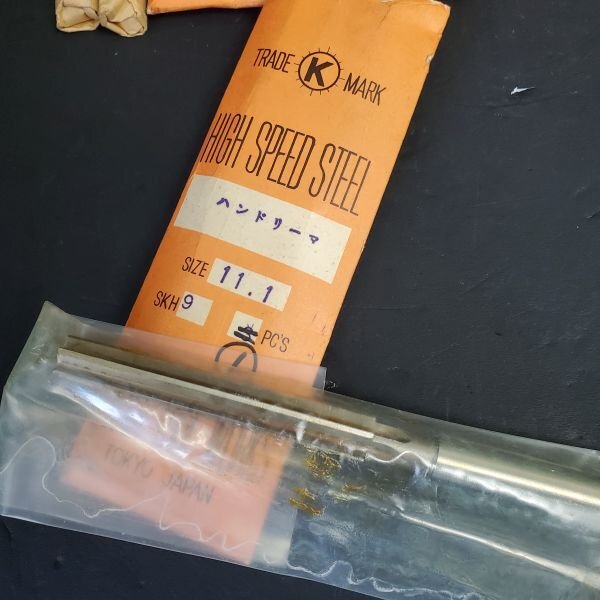 TRADE K MARK
HIGH SPEED STEEL
ハンドリーマ
SIZE 11.1
SKH 9
PC'S
TOKYO JAPAN